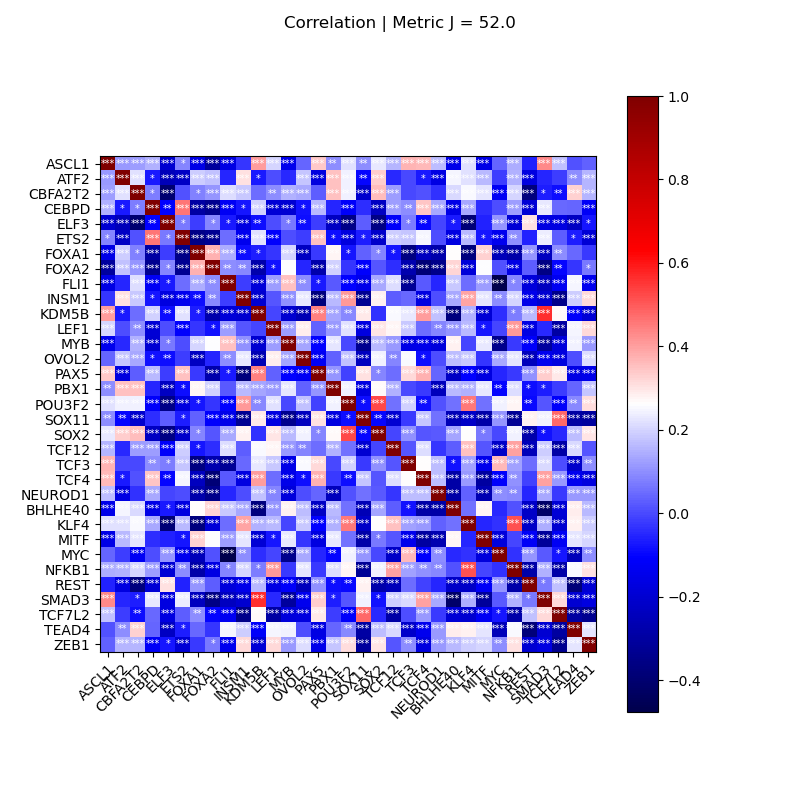 Correlation | Metric J = 52.0
ASCL1
ATF2
CBFA2T2
CEBPD
ELF3
ETS2
FOXA1
FOXA2
FLI1
INSM1
KDM5B
LEF1
MYB
OVOL2
PAX5
PBX1
POU3F2
SOX11
SOX2
TCF12
TCF3
TCF4
NEUROD1
BHLHE40
KLF4
MITF
MYC
NFKB1
REST
SMAD3
TCF7L2
TEAD4
ZEB1
ASCL1
ATF2
CBFA2T2
CEBPD
ELF3
ETS2
FOXA1
FOXA2
FLI1
INSM1
KDM5B
LEF1
MYB
OVOL2
PAX5
PBX1
POU3F2
SOX11
SOX2
TCF12
TCF3
TCF4
NEUROD1
BHLHE40
KLF4
MITF
MYC
NFKB1
REST
SMAD3
TCF7L2
TEAD4
ZEB1
1.0
0.8
0.6
0.4
0.2
0.0
−0.2
−0.4